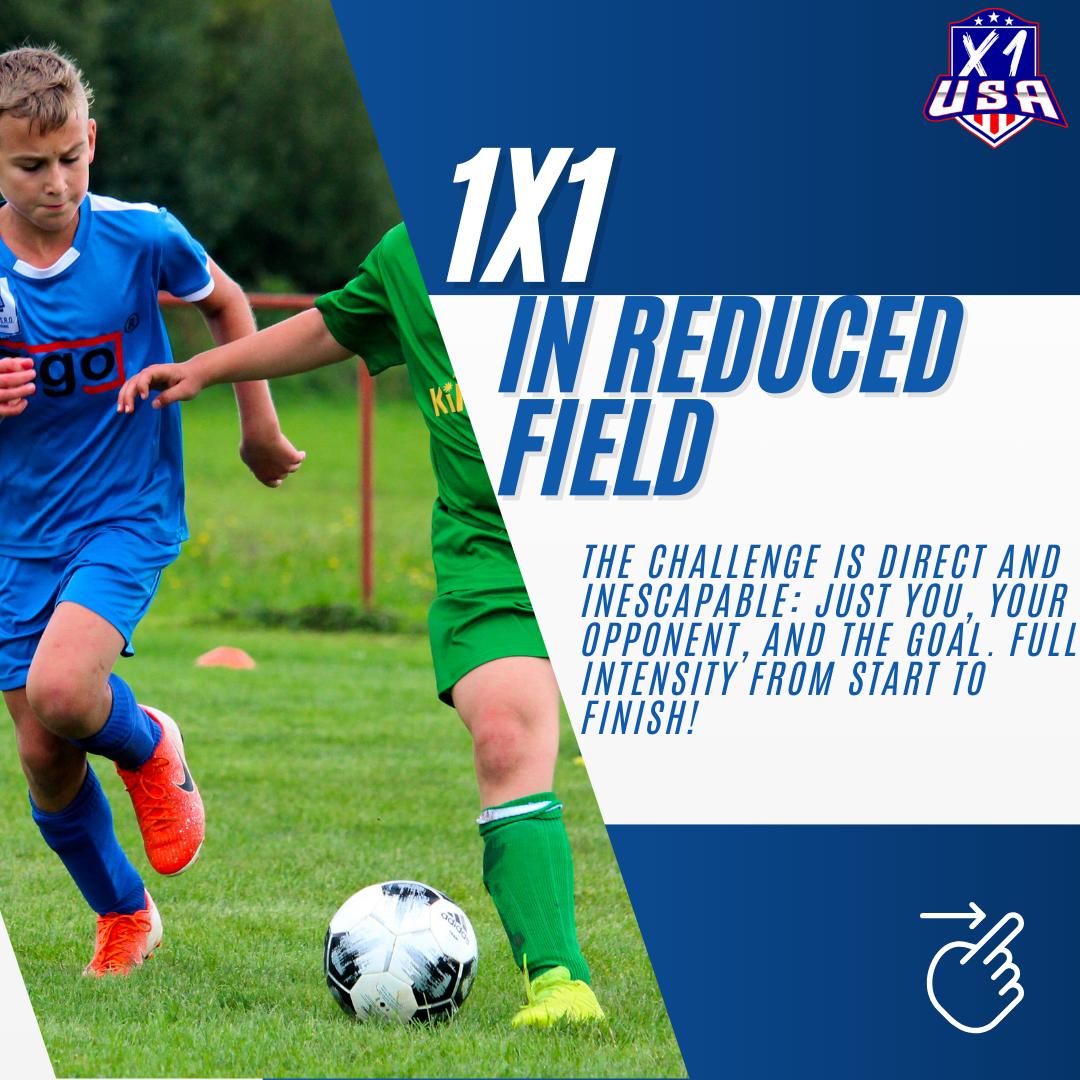 X1
USA
1X1
IN REDUCED
FIELD
THE CHALLENGE IS DIRECT AND
INESCAPABLE: JUST YOU, YOUR
OPPONENT, AND THE GOAL. FULL
INTENSITY FROM START TO
FINISH!
go
®
adidas